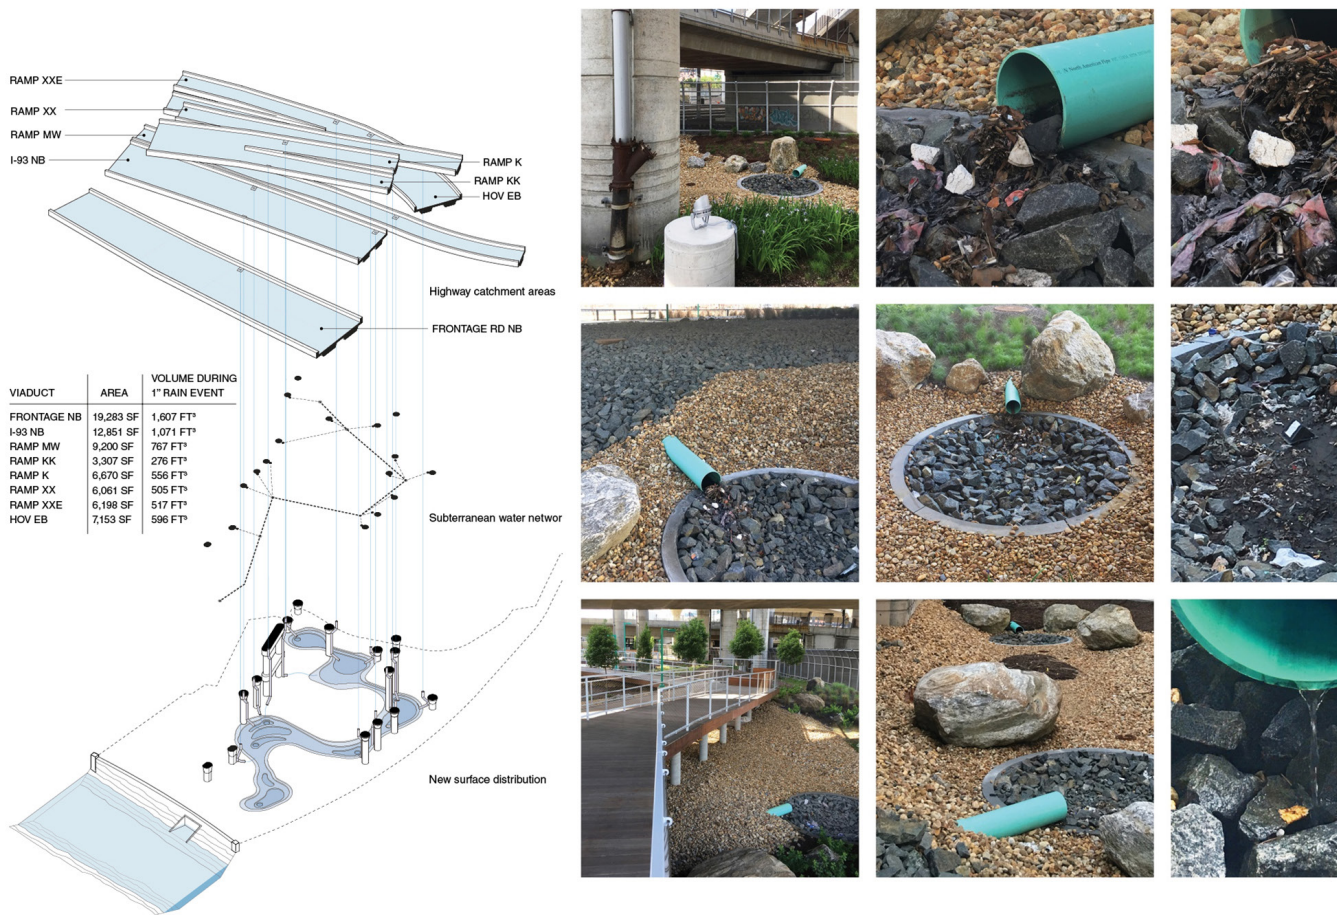 RAMP XXE
RAMP XX
RAMP MW
I-93 NB
RAMP K
RAMP KK
HOV EB
Highway catchment areas
FRONTAGE RD NB
VIADUCT AREA VOLUME DURING
1" RAIN EVENT
FRONTAGE NB 19,283 SF 1,607 FT³
I-93 NB 12,851 SF 1,071 FT³
RAMP MW 9,200 SF 767 FT³
RAMP KK 3,307 SF 276 FT³
RAMP K 6,670 SF 556 FT³
RAMP XX 6,061 SF 505 FT³
RAMP XXE 6,198 SF 517 FT³
HOV EB 7,153 SF 596 FT³
Subterranean water networ
New surface distribution